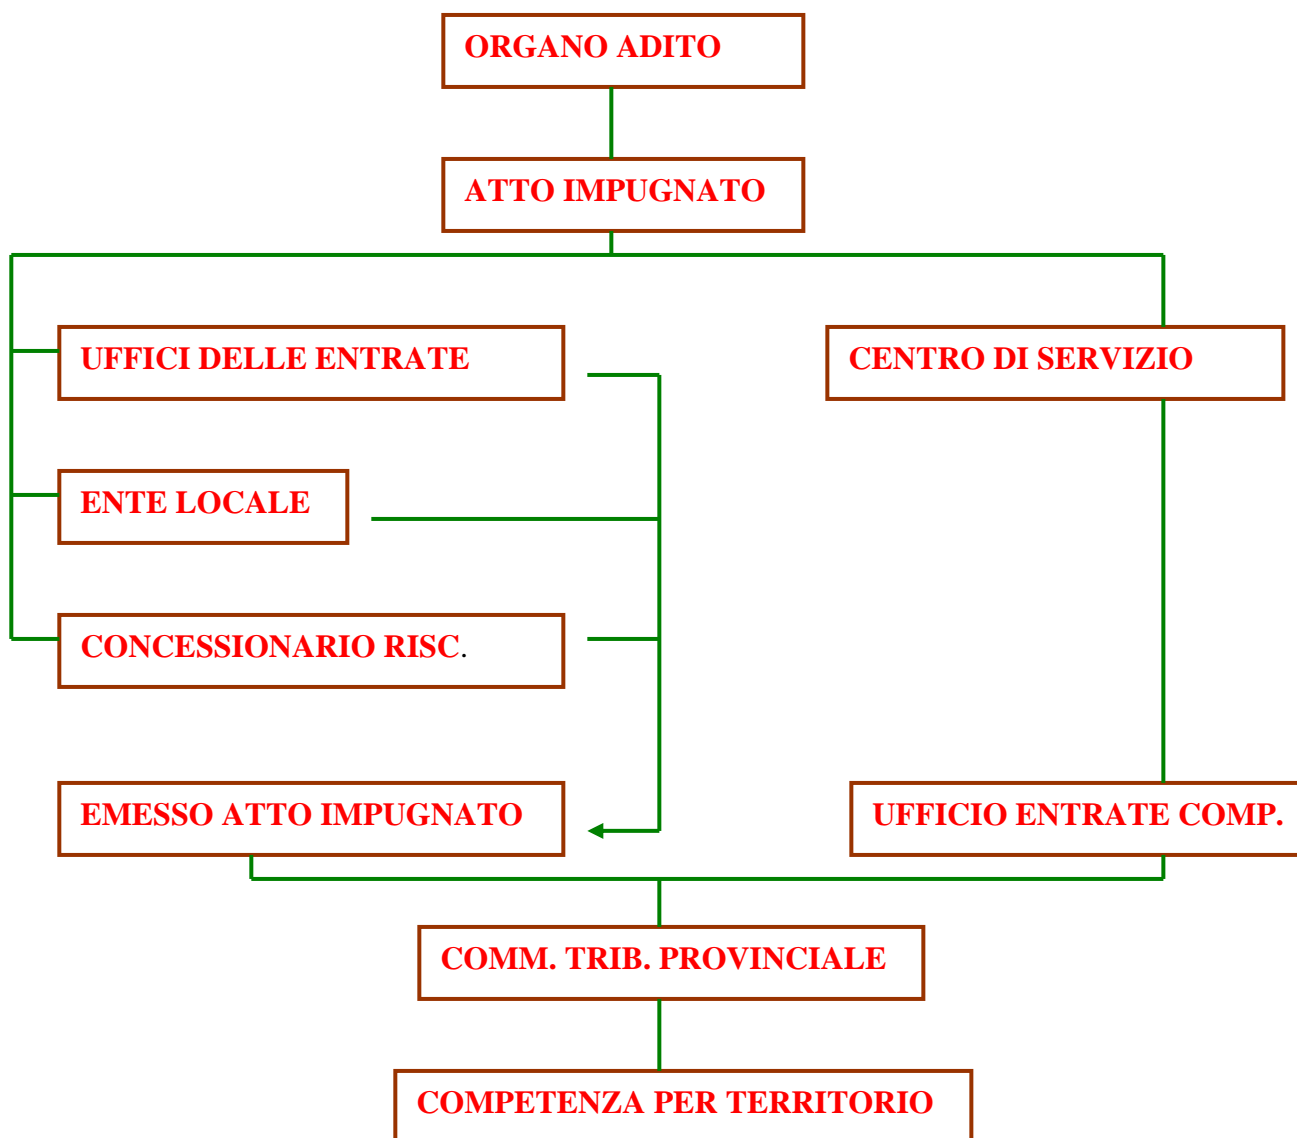 ORGANO ADITO
ATTO IMPUGNATO
UFFICI DELLE ENTRATE
CENTRO DI SERVIZIO
ENTE LOCALE
CONCESSIONARIO RISC.
EMESSO ATTO IMPUGNATO
UFFICIO ENTRATE COMP.
COMM. TRIB. PROVINCIALE
COMPETENZA PER TERRITORIO